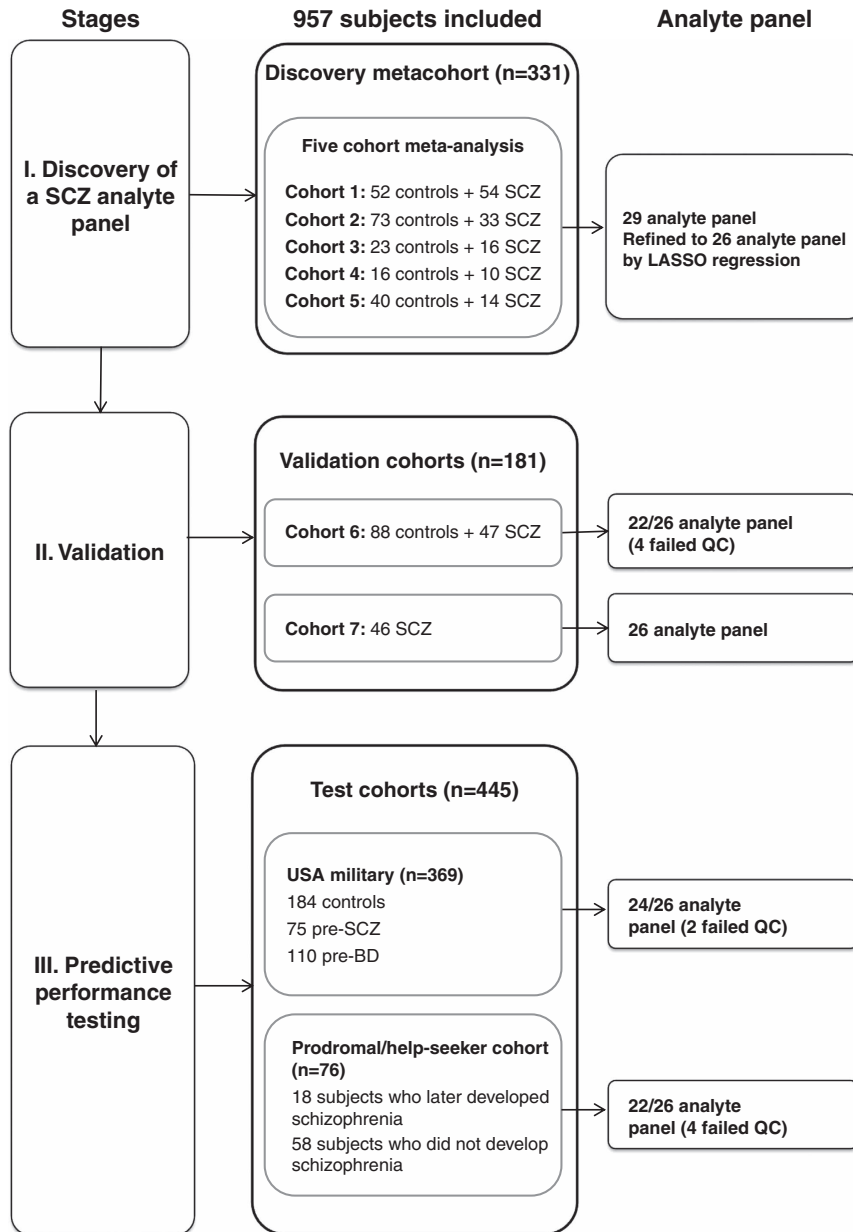 Stages
957 subjects included
Analyte panel
I. Discovery of
a SCZ analyte
panel
Discovery metacohort (n=331)
Five cohort meta-analysis
Cohort 1: 52 controls + 54 SCZ
Cohort 2: 73 controls + 33 SCZ
Cohort 3: 23 controls + 16 SCZ
Cohort 4: 16 controls + 10 SCZ
Cohort 5: 40 controls + 14 SCZ
29 analyte panel
Refined to 26 analyte panel
by LASSO regression
II. Validation
Validation cohorts (n=181)
Cohort 6: 88 controls + 47 SCZ
22/26 analyte panel
(4 failed QC)
Cohort 7: 46 SCZ
26 analyte panel
III. Predictive
performance
testing
Test cohorts (n=445)
USA military (n=369)
184 controls
75 pre-SCZ
110 pre-BD
24/26 analyte
panel (2 failed QC)
Prodromal/help-seeker cohort
(n=76)
18 subjects who later developed
schizophrenia
58 subjects who did not develop
schizophrenia
22/26 analyte
panel (4 failed QC)